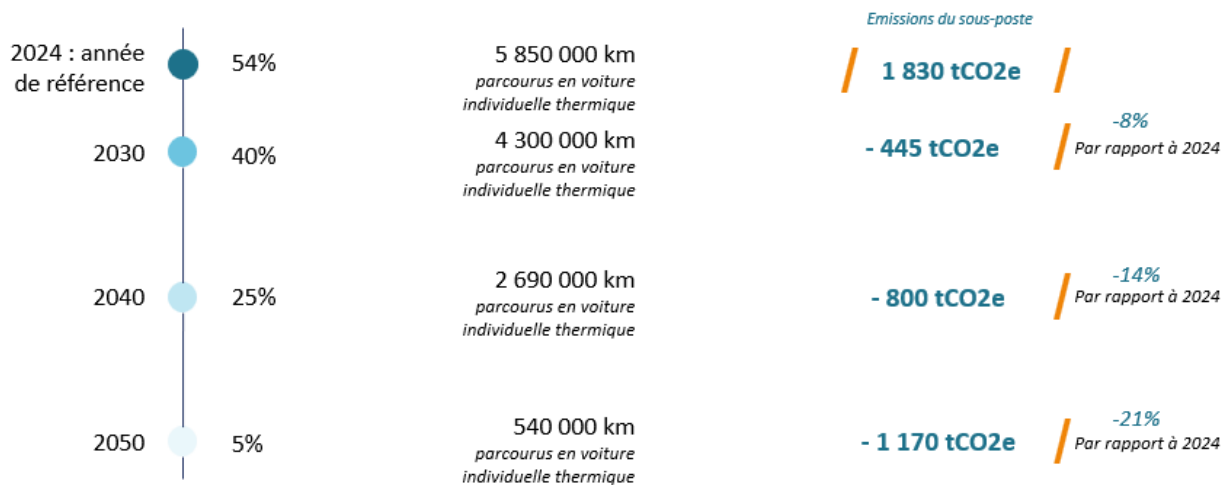 Emissions du sous-poste
2024 : année
de référence
54%
5 850 000 km
parcourus en voiture
individuelle thermique
1 830 tCO2e
2030
40%
4 300 000 km
parcourus en voiture
individuelle thermique
- 445 tCO2e
-8%
Par rapport à 2024
2040
25%
2 690 000 km
parcourus en voiture
individuelle thermique
- 800 tCO2e
-14%
Par rapport à 2024
2050
5%
540 000 km
parcourus en voiture
individuelle thermique
- 1 170 tCO2e
-21%
Par rapport à 2024